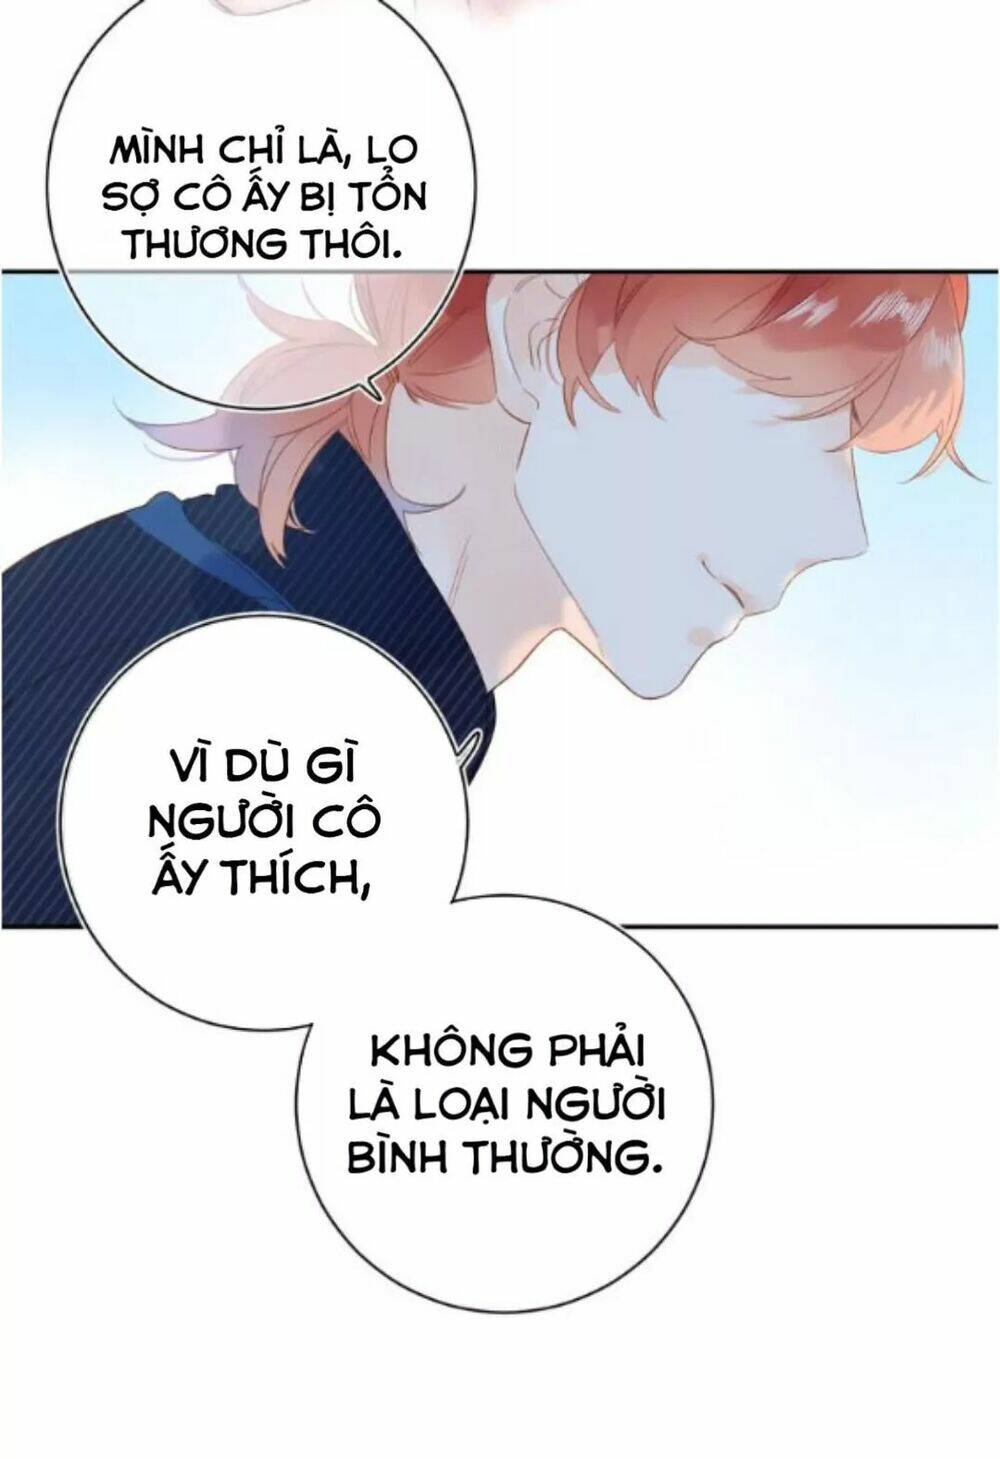 MÌNH CHỈ LÀ, LO
SỢ CÔ ẤY BỊ TỔN
THƯƠNG THÔI.
VÌ DÙ GÌ
NGƯỜI CÔ
ẤY THÍCH,
KHÔNG PHẢI
LÀ LOẠI NGƯỜI
BÌNH THƯỜNG.